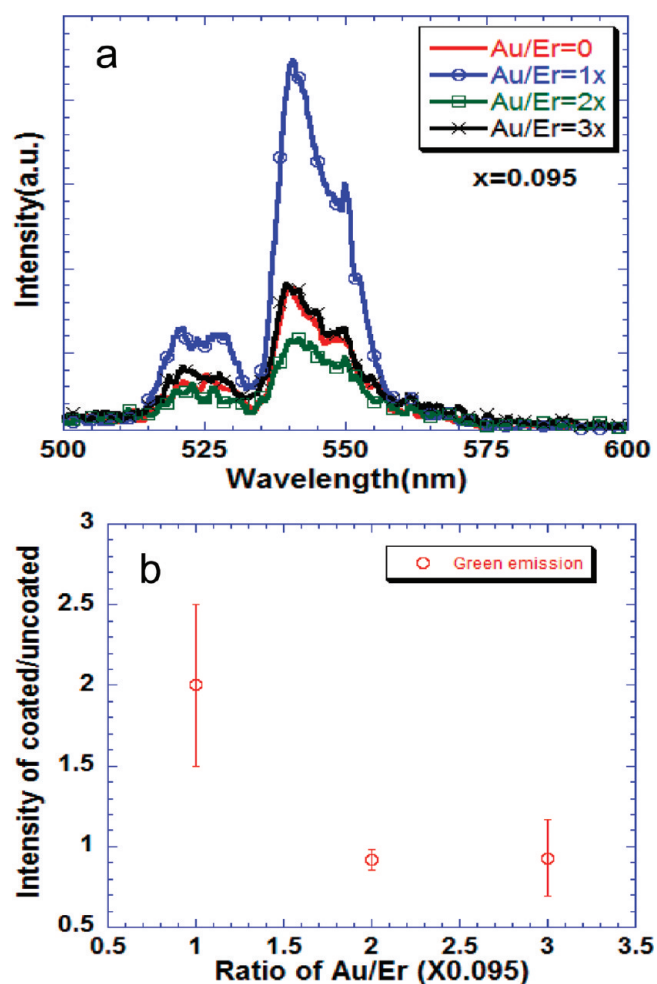 a
Au/Er=0
Au/Er=1x
Au/Er=2x
Au/Er=3x
x=0.095
Intensity(a.u.)
500 525 550 575 600
Wavelength(nm)
b
Green emission
Intensity of coated/uncoated
3
2.5
2
1.5
1
0.5
0.5 1 1.5 2 2.5 3 3.5
Ratio of Au/Er (X0.095)